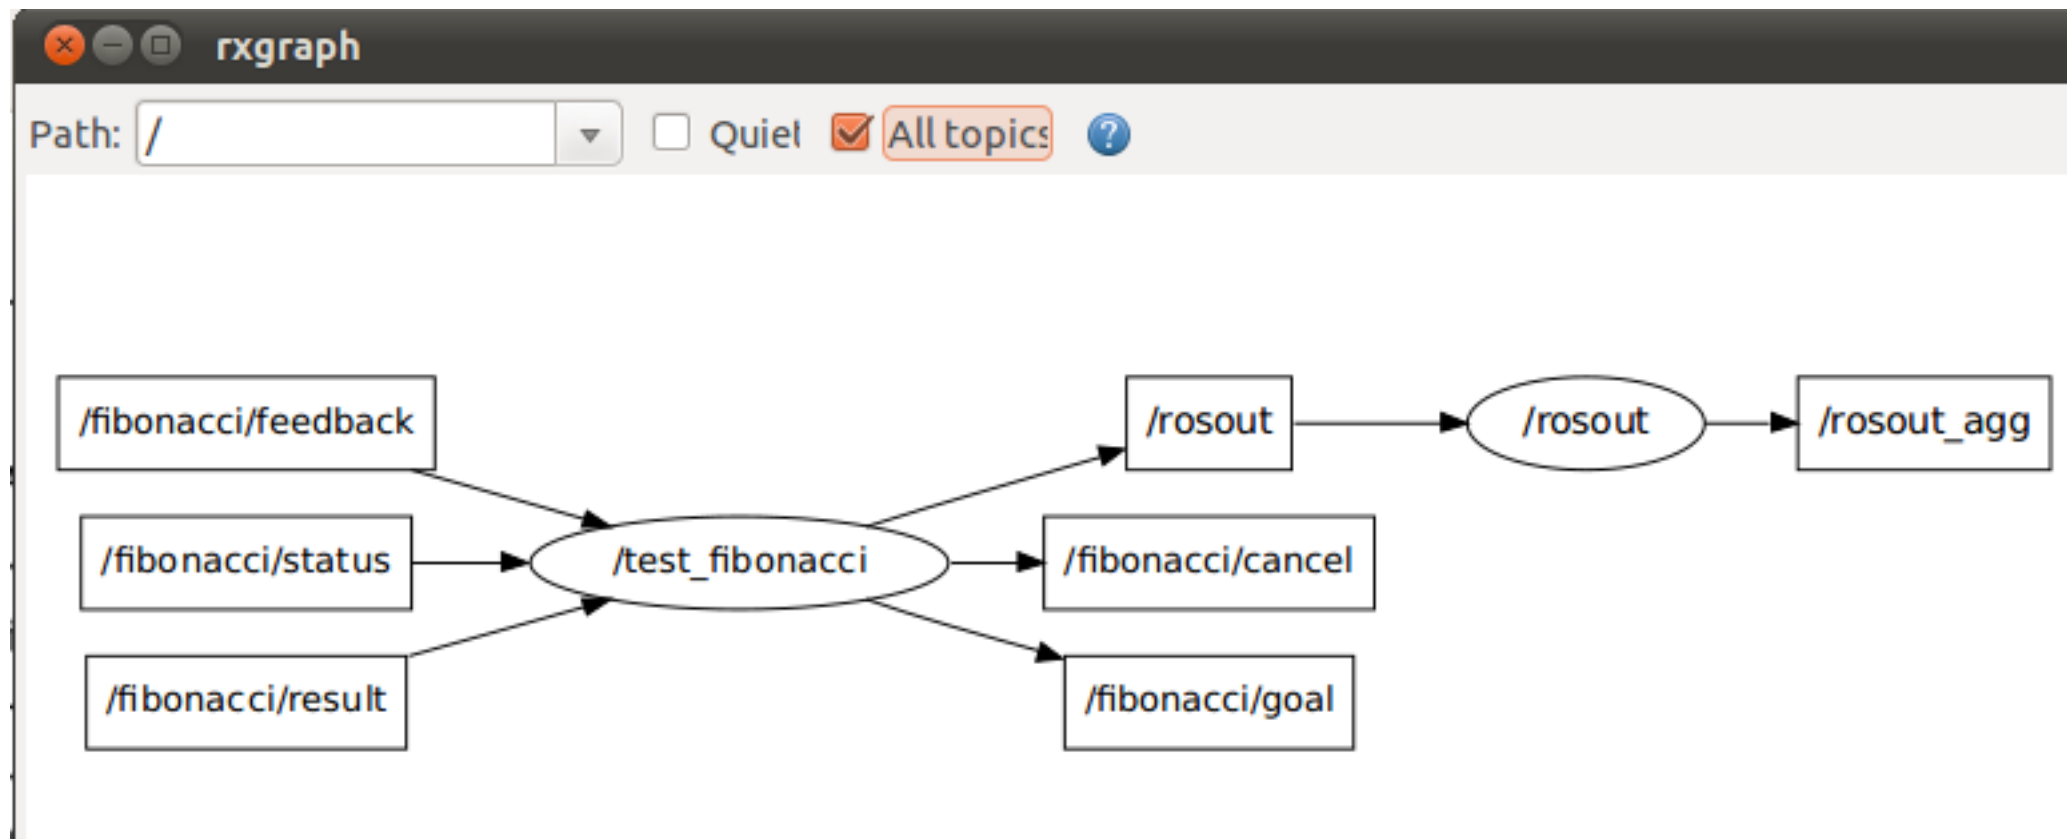 rxgraph
Path: / Quiet All topics ?
/fibonacci/feedback
/rosout
/rosout
/rosout_agg
/fibonacci/status
/test_fibonacci
/fibonacci/cancel
/fibonacci/result
/fibonacci/goal